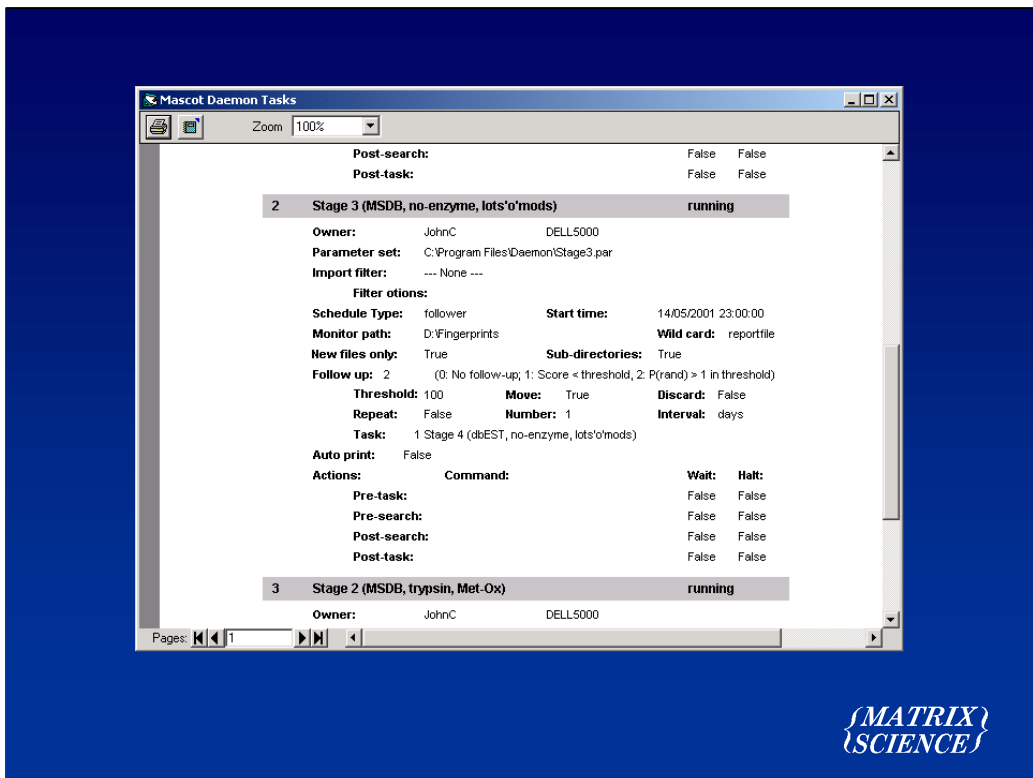 Mascot Daemon Tasks
Zoom 100%
Post-search: False False
Post-task: False False
2 Stage 3 (MSDB, no-enzyme, lots'o'mods) running
Owner: JohnC DELL5000
Parameter set: C:\Program Files\Daemon\Stage3.par
Import filter: --- None ---
Filter otions:
Schedule Type: follower Start time: 14/05/2001 23:00:00
Monitor path: D:\Fingerprints Wild card: reportfile
New files only: True Sub-directories: True
Follow up: 2 (0: No follow-up; 1: Score < threshold, 2: P(rand) > 1 in threshold)
Threshold: 100 Move: True Discard: False
Repeat: False Number: 1 Interval: days
Task: 1 Stage 4 (dbEST, no-enzyme, lots'o'mods)
Auto print: False
Actions: Command: Wait: Halt:
Pre-task: False False
Pre-search: False False
Post-search: False False
Post-task: False False
3 Stage 2 (MSDB, trypsin, Met-Ox) running
Owner: JohnC DELL5000
Pages: 1
{MATRIX}
{SCIENCE}